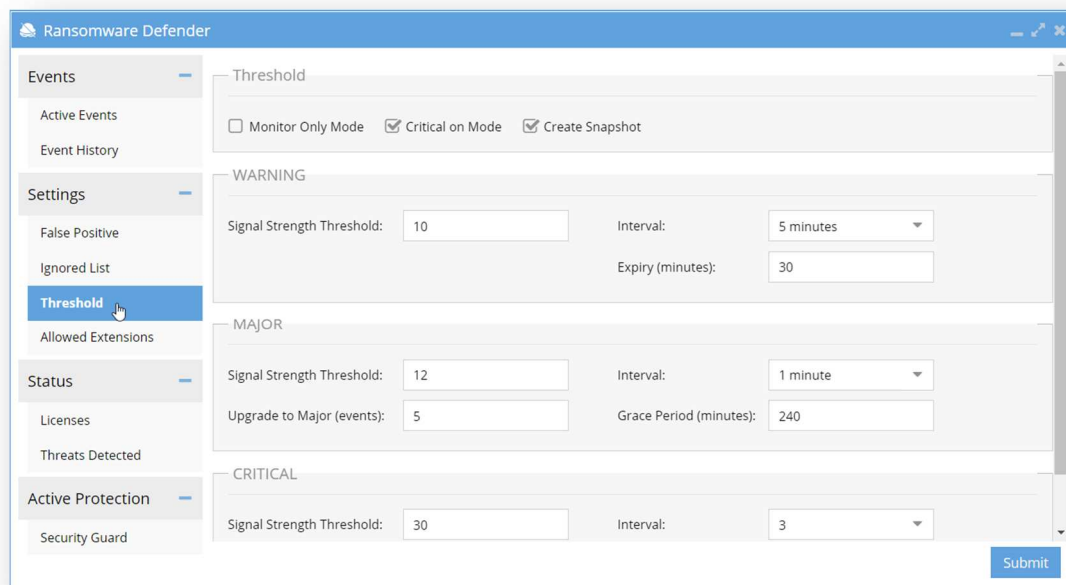 Ransomware Defender
Events
Active Events
Event History
Settings
False Positive
Ignored List
Threshold
Allowed Extensions
Status
Licenses
Threats Detected
Active Protection
Security Guard
Threshold
Monitor Only Mode Critical on Mode Create Snapshot
WARNING
Signal Strength Threshold: 10 Interval: 5 minutes
Expiry (minutes): 30
MAJOR
Signal Strength Threshold: 12 Interval: 1 minute
Upgrade to Major (events): 5 Grace Period (minutes): 240
CRITICAL
Signal Strength Threshold: 30 Interval: 3
Submit